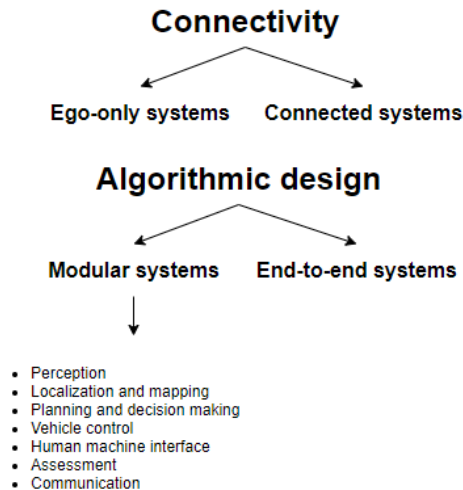 Connectivity
Ego-only systems Connected systems
Algorithmic design
Modular systems End-to-end systems
• Perception
• Localization and mapping
• Planning and decision making
• Vehicle control
• Human machine interface
• Assessment
• Communication